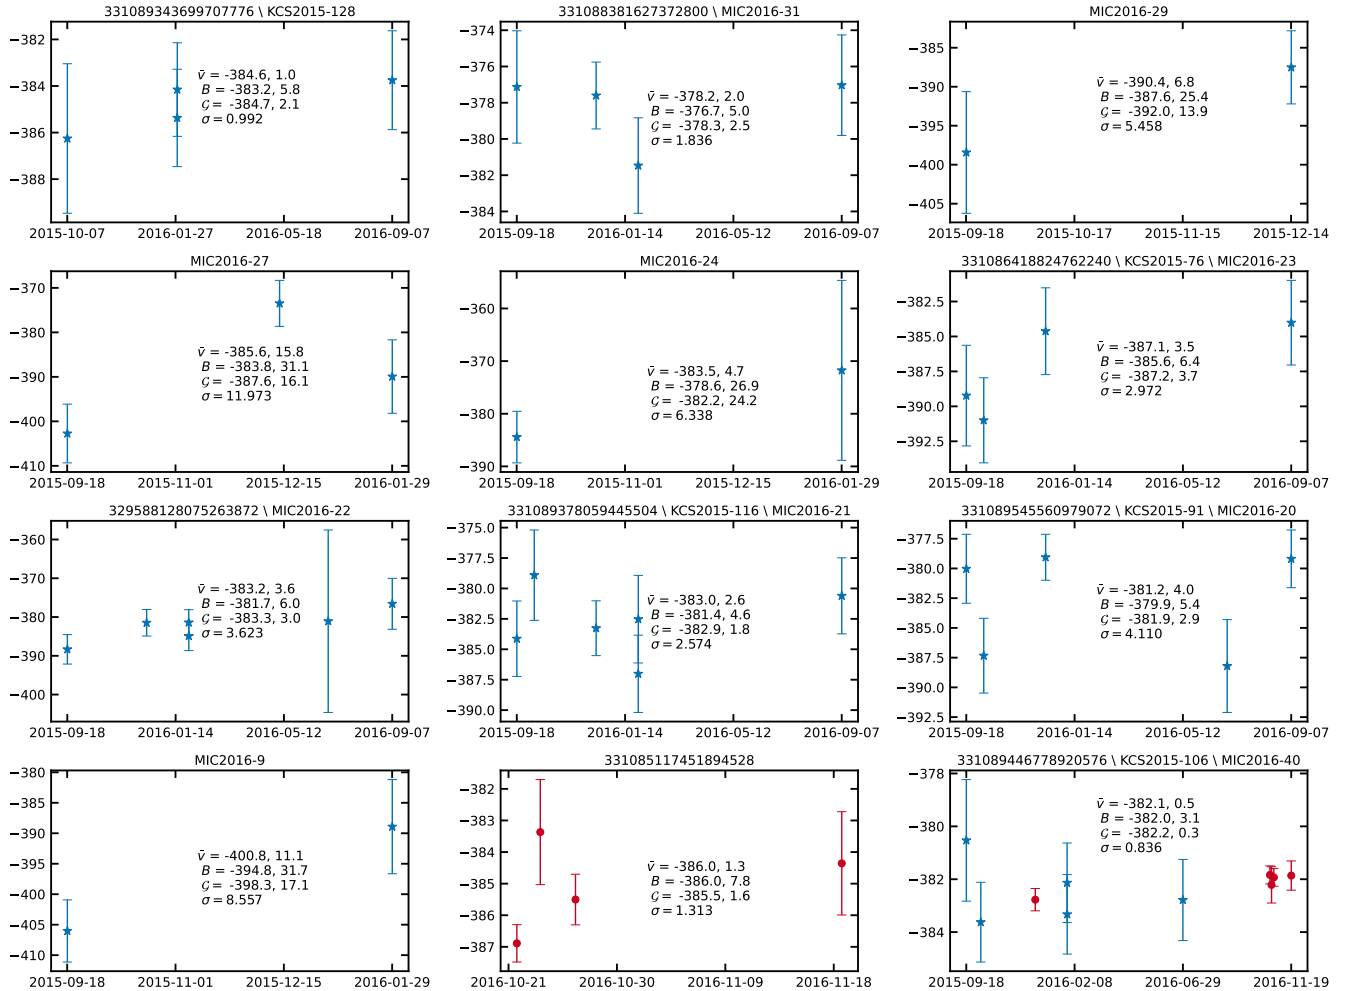 331089343699707776 \ KCS2015-128
−382
−384
−386
−388
v̄ = -384.6, 1.0
B = -383.2, 5.8
𝒢 = -384.7, 2.1
σ = 0.992
2015-10-07 2016-01-27 2016-05-18 2016-09-07
331088381627372800 \ MIC2016-31
−374
−376
−378
−380
−382
−384
v̄ = -378.2, 2.0
B = -376.7, 5.0
𝒢 = -378.3, 2.5
σ = 1.836
2015-09-18 2016-01-14 2016-05-12 2016-09-07
MIC2016-29
−385
−390
−395
−400
−405
v̄ = -390.4, 6.8
B = -387.6, 25.4
𝒢 = -392.0, 13.9
σ = 5.458
2015-09-18 2015-10-17 2015-11-15 2015-12-14
MIC2016-27
−370
−380
−390
−400
−410
v̄ = -385.6, 15.8
B = -383.8, 31.1
𝒢 = -387.6, 16.1
σ = 11.973
2015-09-18 2015-11-01 2015-12-15 2016-01-29
MIC2016-24
−360
−370
−380
−390
v̄ = -383.5, 4.7
B = -378.6, 26.9
𝒢 = -382.2, 24.2
σ = 6.338
2015-09-18 2015-11-01 2015-12-15 2016-01-29
331086418824762240 \ KCS2015-76 \ MIC2016-23
−382.5
−385.0
−387.5
−390.0
−392.5
v̄ = -387.1, 3.5
B = -385.6, 6.4
𝒢 = -387.2, 3.7
σ = 2.972
2015-09-18 2016-01-14 2016-05-12 2016-09-07
329588128075263872 \ MIC2016-22
−360
−370
−380
−390
−400
v̄ = -383.2, 3.6
B = -381.7, 6.0
𝒢 = -383.3, 3.0
σ = 3.623
2015-09-18 2016-01-14 2016-05-12 2016-09-07
331089378059445504 \ KCS2015-116 \ MIC2016-21
−375.0
−377.5
−380.0
−382.5
−385.0
−387.5
−390.0
v̄ = -383.0, 2.6
B = -381.4, 4.6
𝒢 = -382.9, 1.8
σ = 2.574
2015-09-18 2016-01-14 2016-05-12 2016-09-07
331089545560979072 \ KCS2015-91 \ MIC2016-20
−377.5
−380.0
−382.5
−385.0
−387.5
−390.0
−392.5
v̄ = -381.2, 4.0
B = -379.9, 5.4
𝒢 = -381.9, 2.9
σ = 4.110
2015-09-18 2016-01-14 2016-05-12 2016-09-07
MIC2016-9
−380
−385
−390
−395
−400
−405
−410
v̄ = -400.8, 11.1
B = -394.8, 31.7
𝒢 = -398.3, 17.1
σ = 8.557
2015-09-18 2015-11-01 2015-12-15 2016-01-29
331085117451894528
−382
−383
−384
−385
−386
−387
v̄ = -386.0, 1.3
B = -386.0, 7.8
𝒢 = -385.5, 1.6
σ = 1.313
2016-10-21 2016-10-30 2016-11-09 2016-11-18
331089446778920576 \ KCS2015-106 \ MIC2016-40
−378
−380
−382
−384
v̄ = -382.1, 0.5
B = -382.0, 3.1
𝒢 = -382.2, 0.3
σ = 0.836
2015-09-18 2016-02-08 2016-06-29 2016-11-19